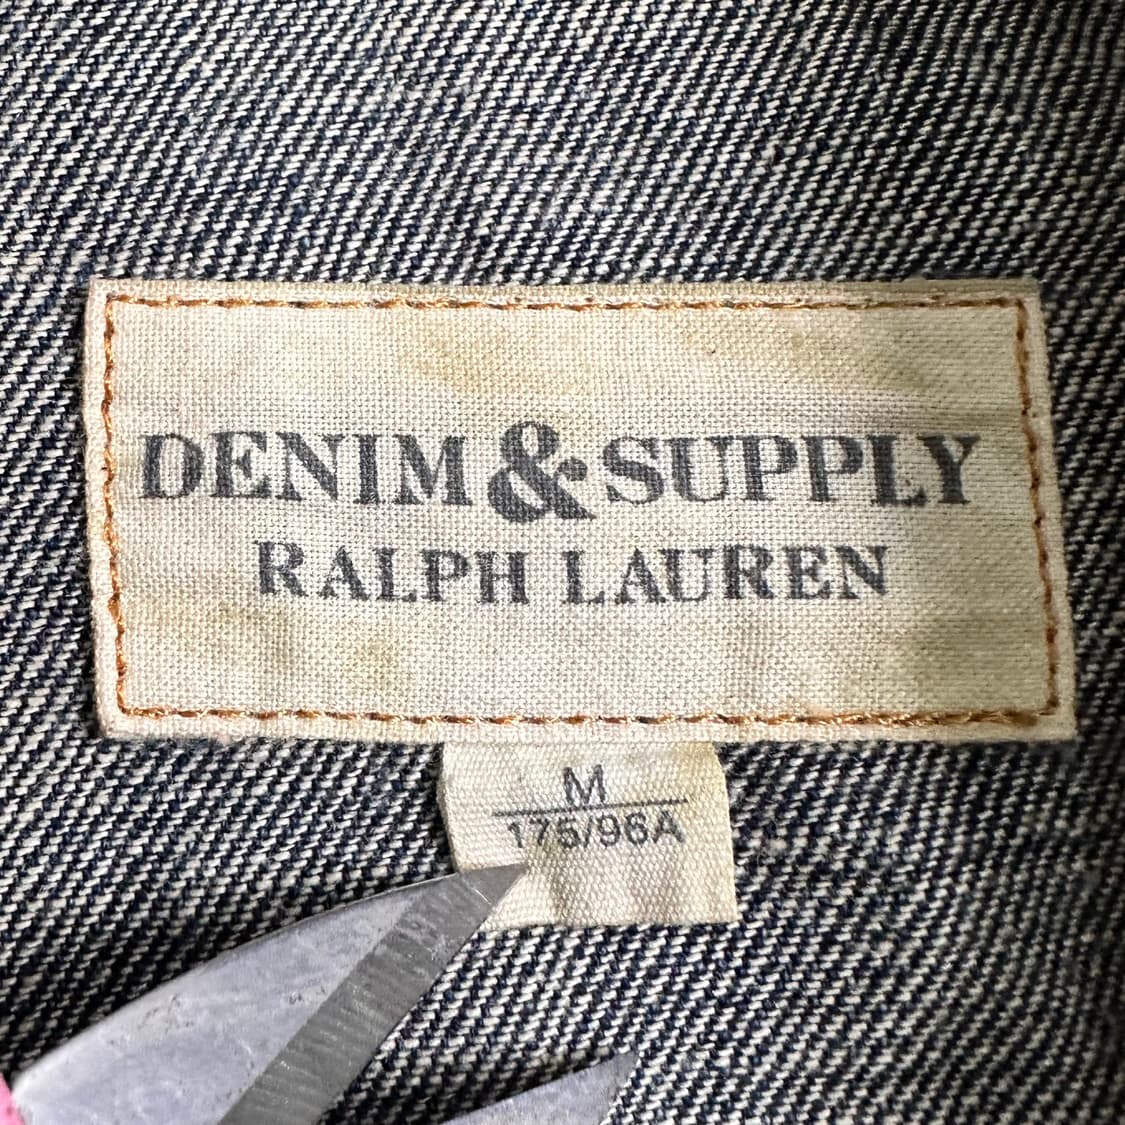 DENIM & SUPPLY
RALPH LAUREN
M
175/96A